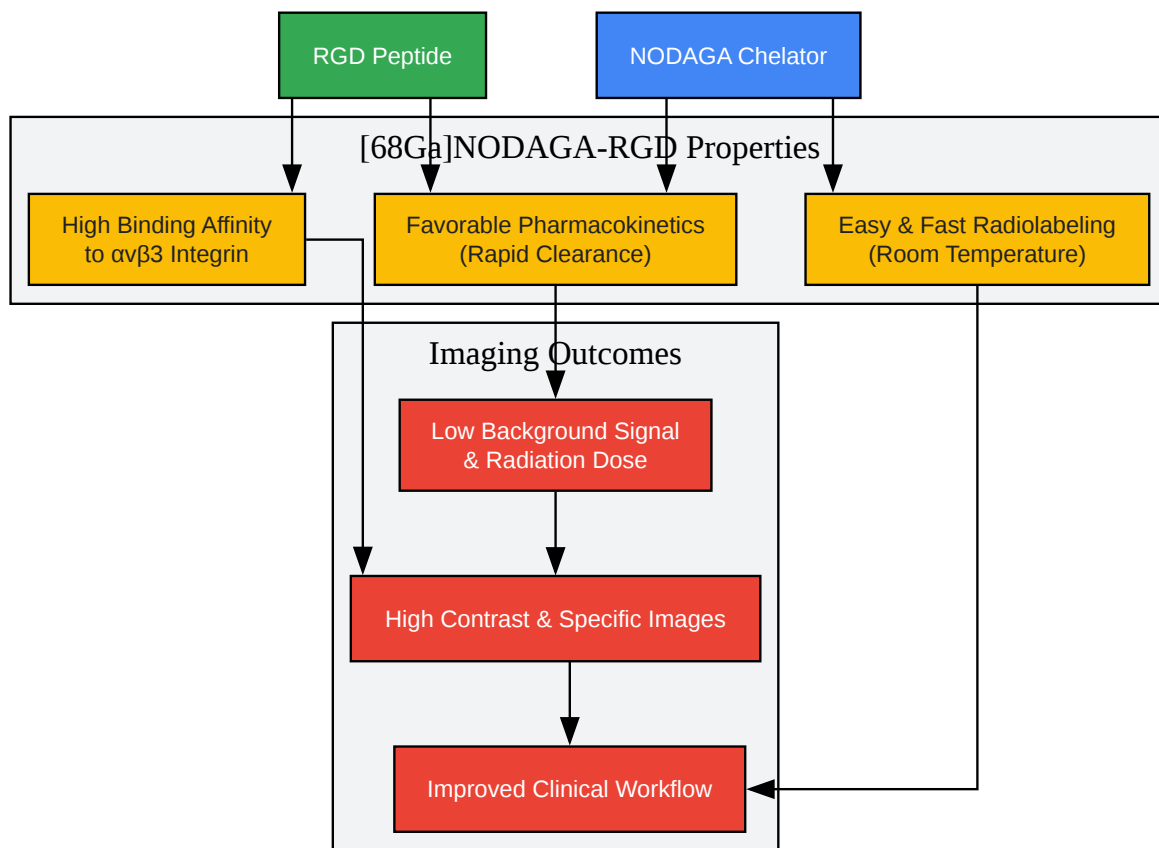 RGD Peptide
NODAGA Chelator
[68Ga]NODAGA-RGD Properties
High Binding Affinity
to αvβ3 Integrin
Favorable Pharmacokinetics
(Rapid Clearance)
Easy & Fast Radiolabeling
(Room Temperature)
Imaging Outcomes
Low Background Signal
& Radiation Dose
High Contrast & Specific Images
Improved Clinical Workflow